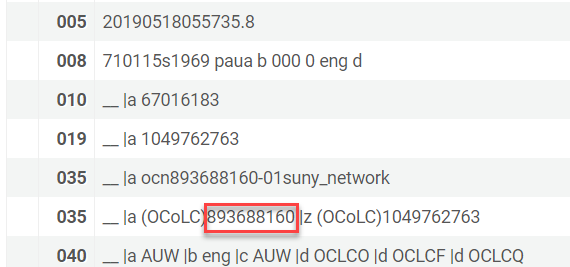 005 20190518055735.8
008 710115s1969 paua b 000 0 eng d
010 __ |a 67016183
019 __ |a 1049762763
035 __ |a ocn893688160-01suny_network
035 __ |a (OCoLC)893688160 |z (OCoLC)1049762763
040 __ |a AUW |b eng |c AUW |d OCLCO |d OCLCF |d OCLCQ